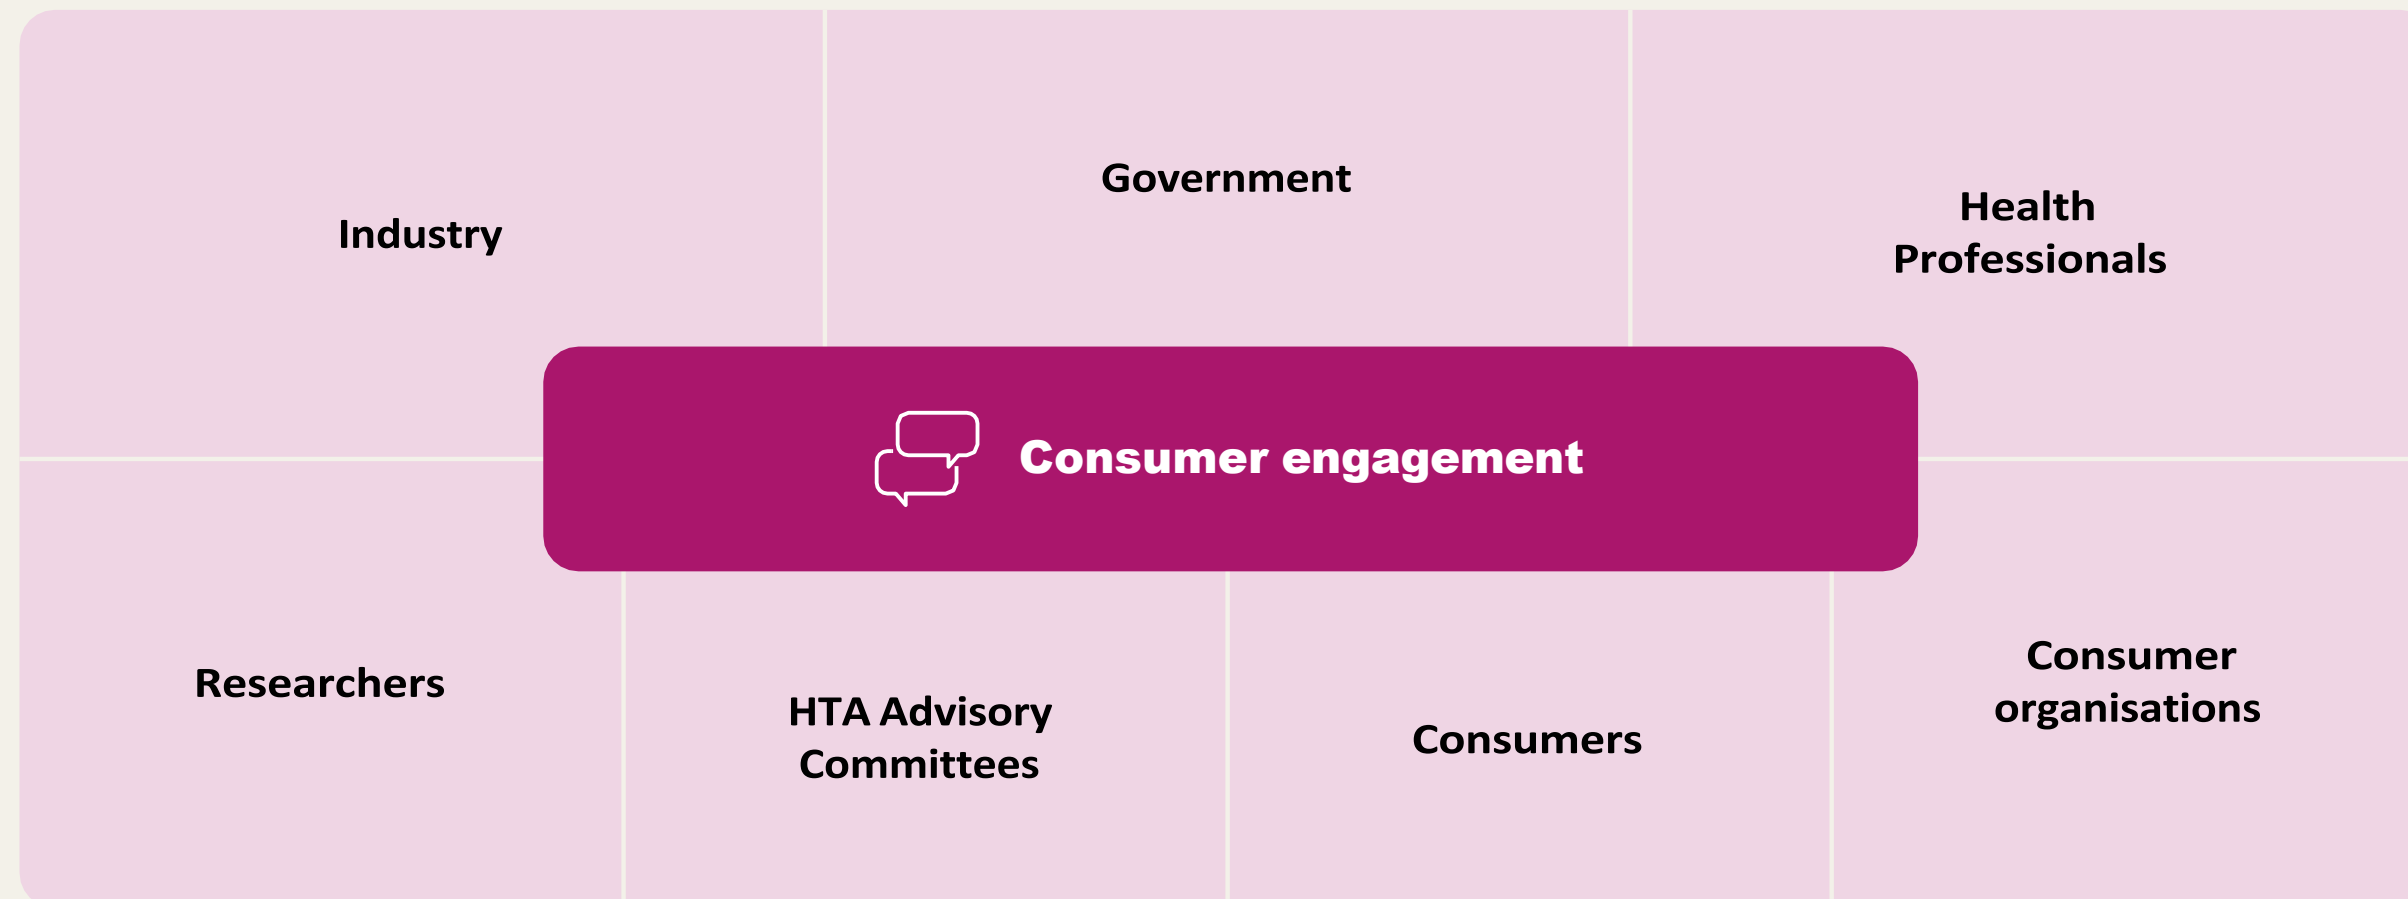 Industry
Government
Health
Professionals
Consumer engagement
Researchers
HTA Advisory
Committees
Consumers
Consumer
organisations